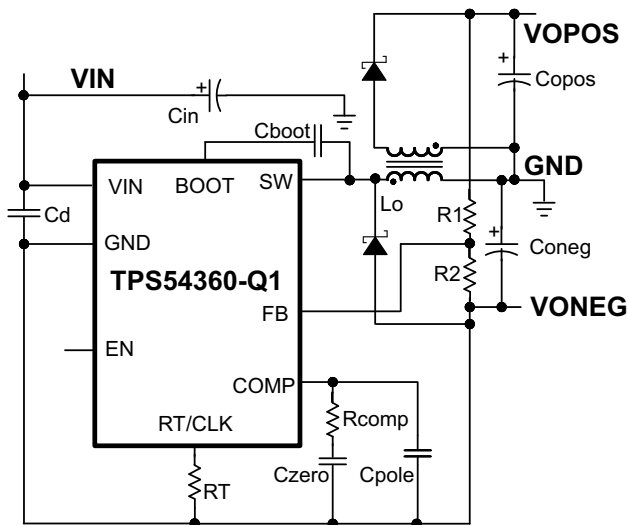 VOPOS
VIN
+
Cin
+
Copos
Cboot
GND
VIN
BOOT
SW
Lo
Cd
R1
GND
+
Coneg
TPS54360-Q1
R2
FB
VONEG
EN
COMP
RT/CLK
Rcomp
RT
Czero
Cpole